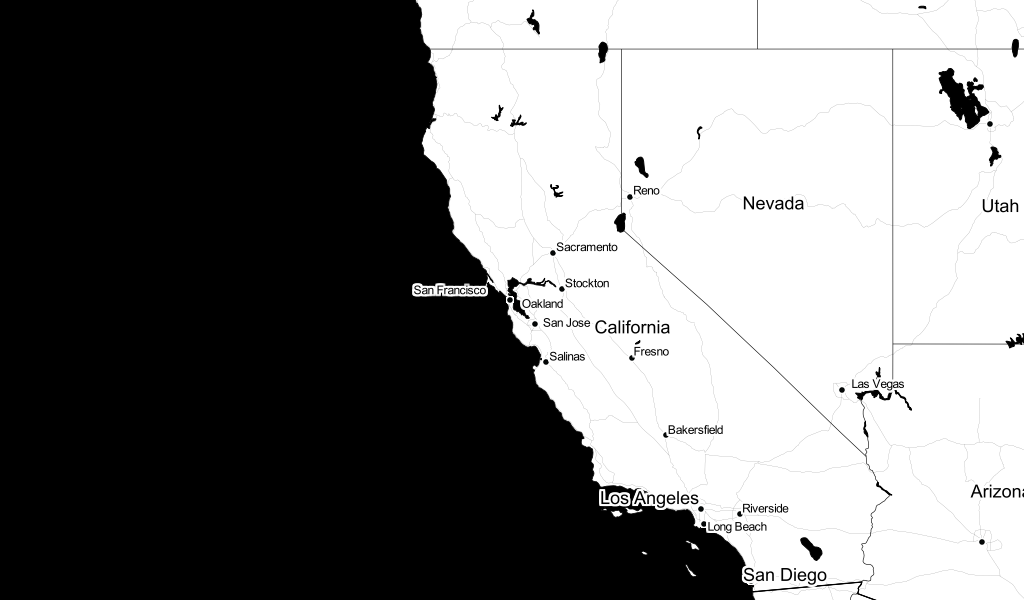 Reno
Nevada
Utah
Sacramento
Stockton
San Francisco
Oakland
San Jose
California
Fresno
Salinas
Las Vegas
Bakersfield
Arizona
Los Angeles
Riverside
Long Beach
San Diego